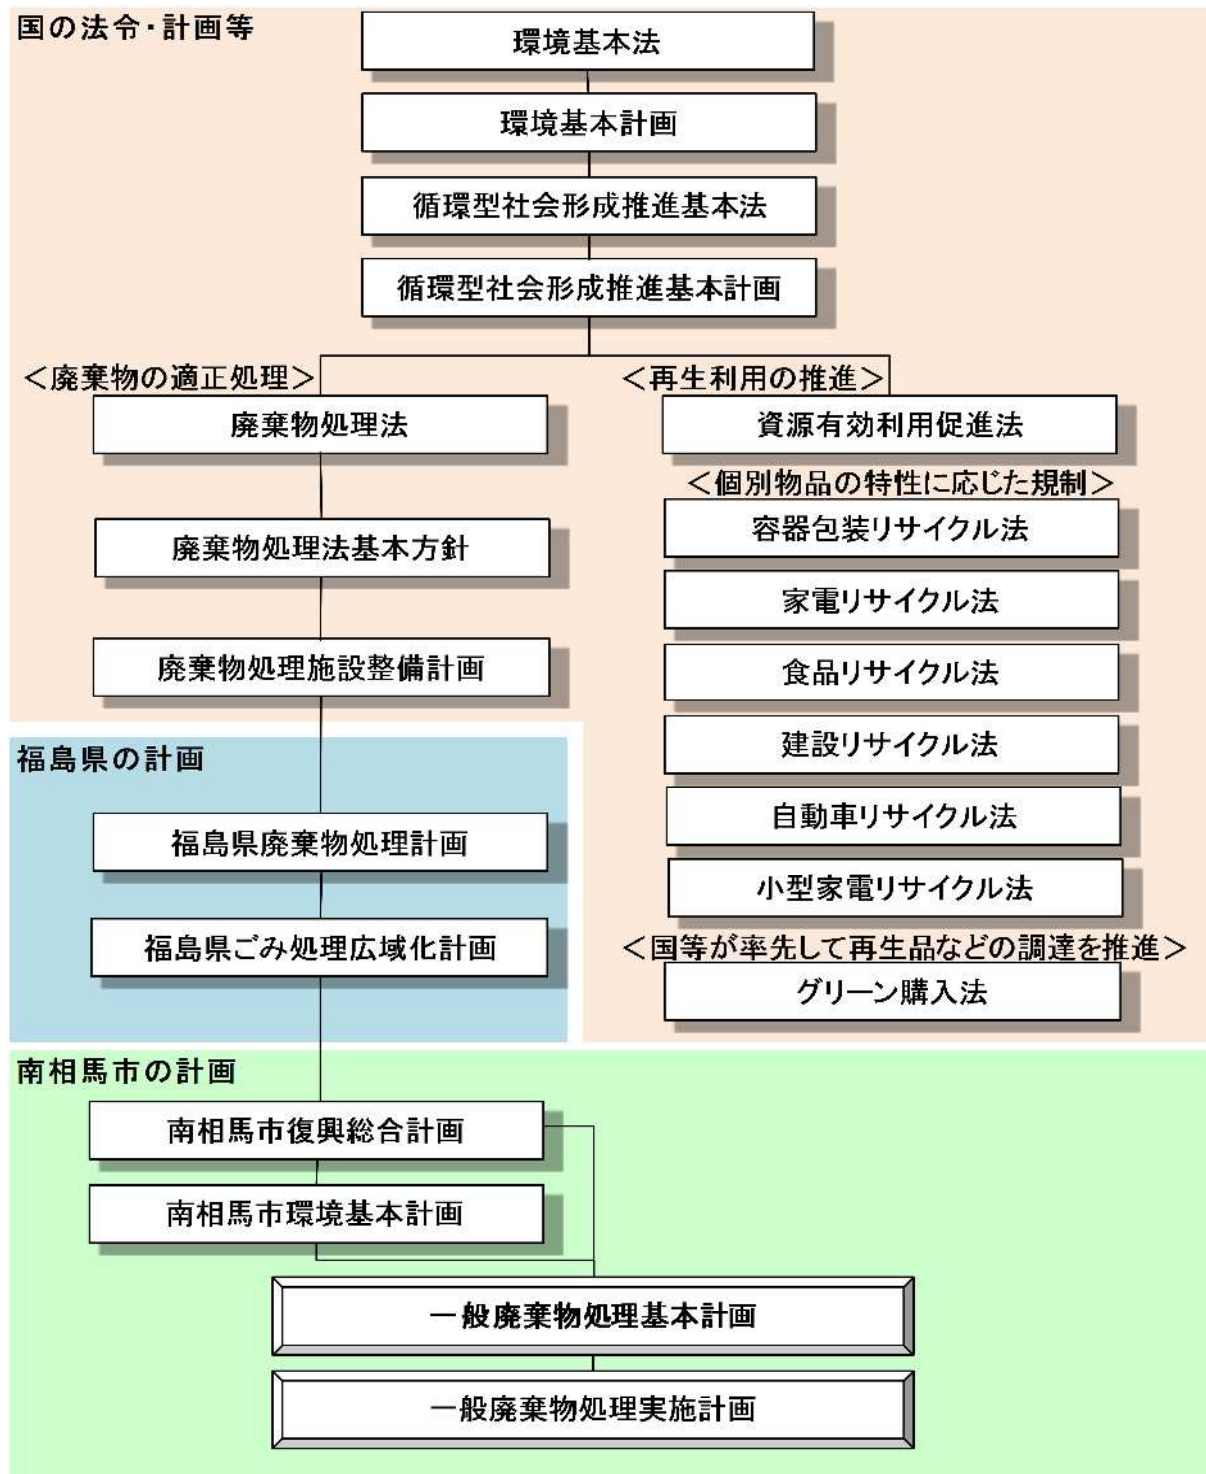 国の法令・計画等
環境基本法
環境基本計画
循環型社会形成推進基本法
循環型社会形成推進基本計画
＜廃棄物の適正処理＞
廃棄物処理法
廃棄物処理法基本方針
廃棄物処理施設整備計画
＜再生利用の推進＞
資源有効利用促進法
＜個別物品の特性に応じた規制＞
容器包装リサイクル法
家電リサイクル法
食品リサイクル法
建設リサイクル法
自動車リサイクル法
小型家電リサイクル法
＜国等が率先して再生品などの調達を推進＞
グリーン購入法
福島県の計画
福島県廃棄物処理計画
福島県ごみ処理広域化計画
南相馬市の計画
南相馬市復興総合計画
南相馬市環境基本計画
一般廃棄物処理基本計画
一般廃棄物処理実施計画